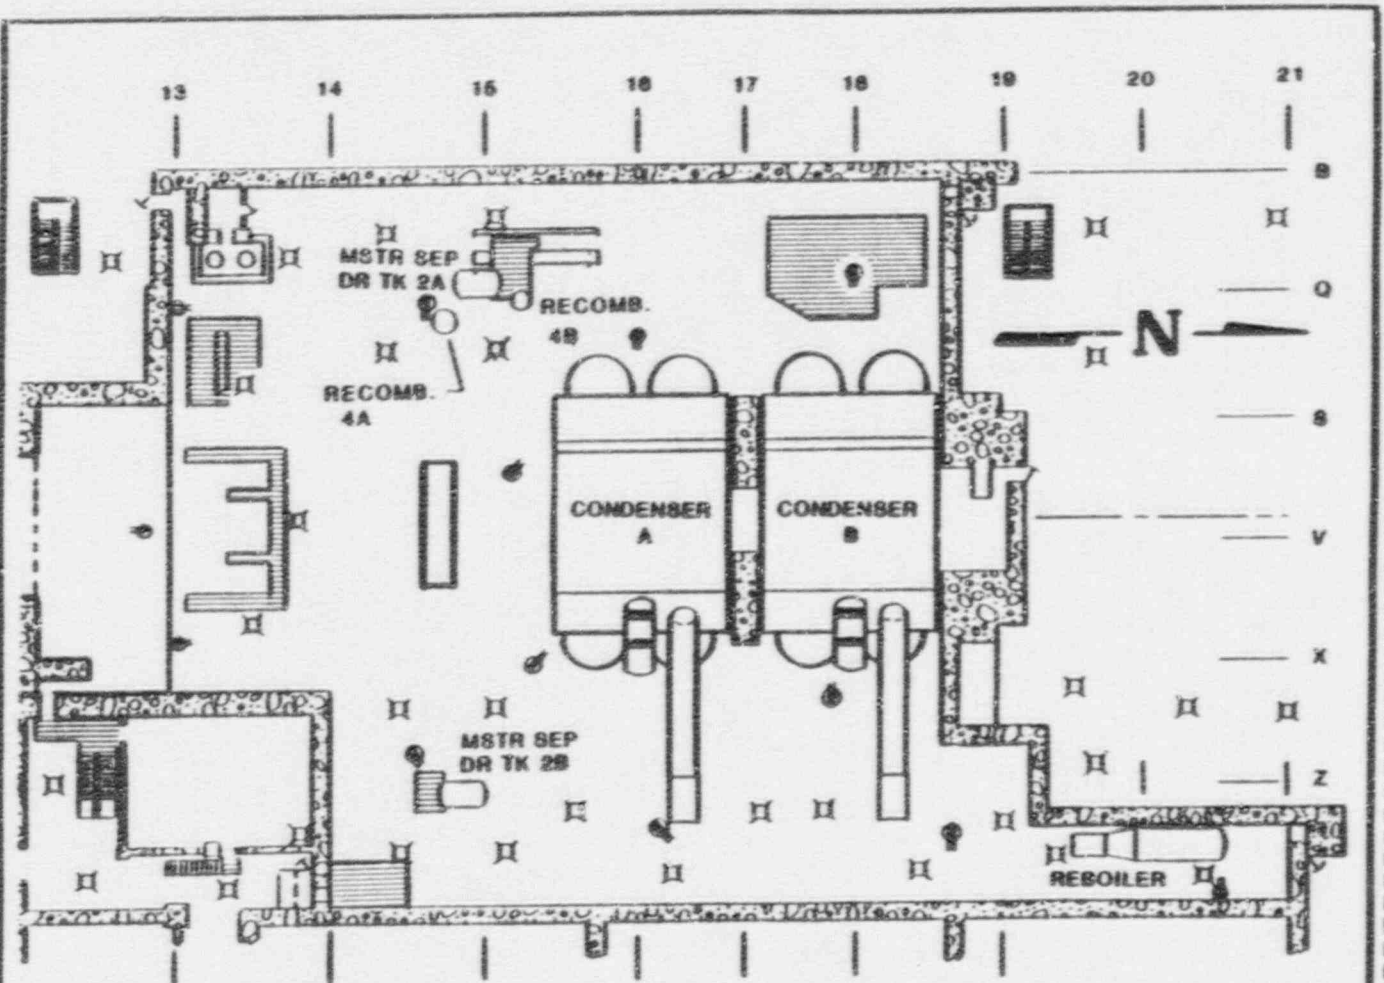 13 14 15 16 17 18 19 20 21
B
MSTR SEP
DR TK 2A
Q
RECOMB.
4B
N
RECOMB.
4A
S
CONDENSER
A
CONDENSER
B
V
X
MSTR SEP
DR TK 2B
Z
REBOILER